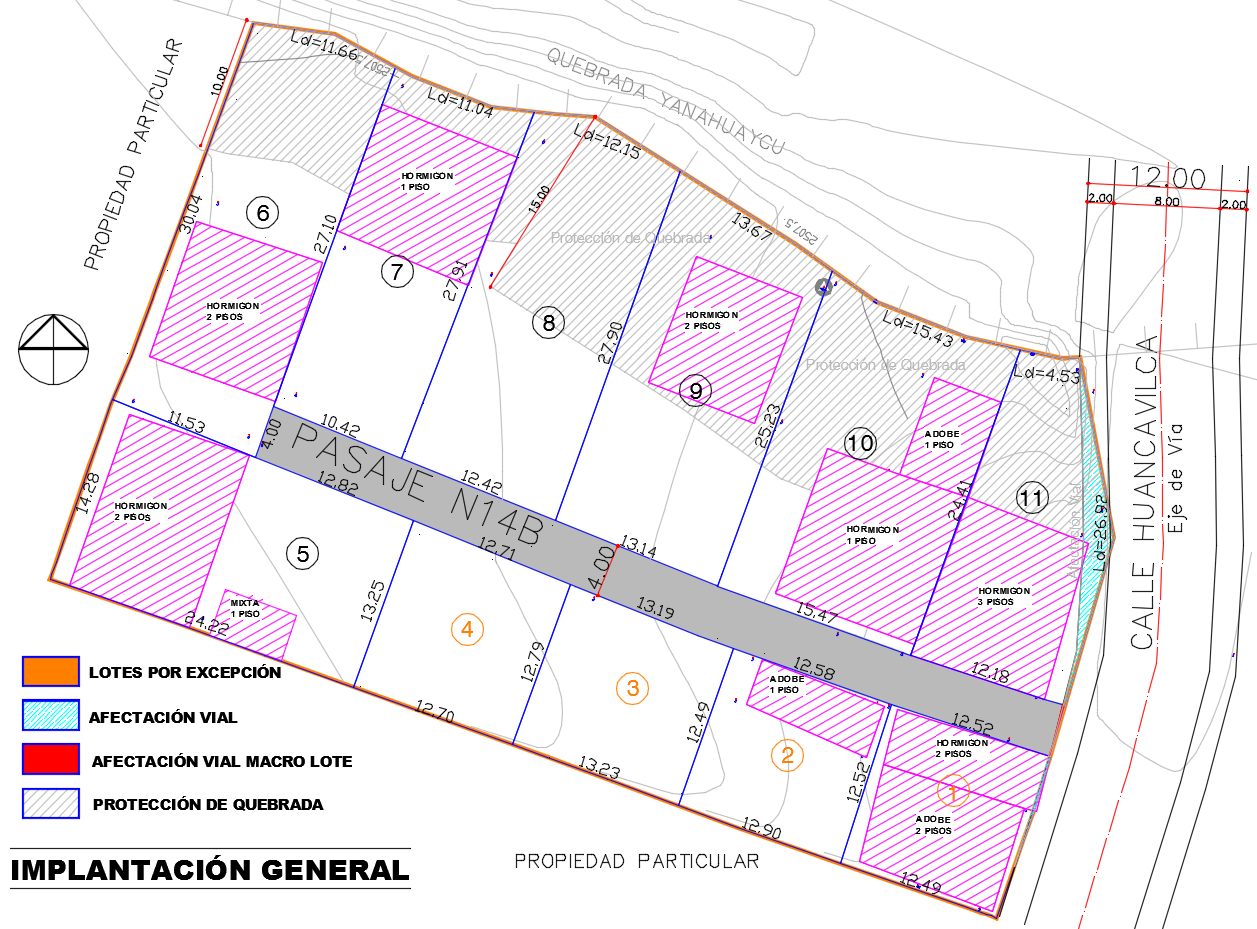 PROPIEDAD PARTICULAR
10.00
Ld=11.66
2507,5
Ld=11.04
QUEBRADA YANAHUAYCU
Ld=12.15
15.00
13.67
2507,5
Protección de Quebrada
12.00
2.00
8.00
2.00
HORMIGON
1 PISO
6
30.04
27.10
7
27.91
8
27.90
HORMIGON
2 PISOS
HORMIGON
2 PISOS
9
Ld=15,43
Protección de Quebrada
Ld=4.53
25,23
10
ADOBE
1 PISO
11
24.41
11.53
4.00
10.42
PASAJE N14B
12.82
12.42
12.71
13.14
4.00
14.28
HORMIGON
2 PISOS
5
MIXTA
1 PISO
24.22
13.25
4
12.79
3
13.19
HORMIGON
1 PISO
HORMIGON
3 PISOS
15.47
12.18
Afectación Vial
Ld=26.92
CALLE HUANCAVILCA
Eje de Vía
12.58
ADOBE
1 PISO
12.49
2
12.52
12.52
HORMIGON
2 PISOS
1
ADOBE
2 PISOS
12.70
13.23
12.90
12.49
LOTES POR EXCEPCIÓN
AFECTACIÓN VIAL
AFECTACIÓN VIAL MACRO LOTE
PROTECCIÓN DE QUEBRADA
IMPLANTACIÓN GENERAL
PROPIEDAD PARTICULAR